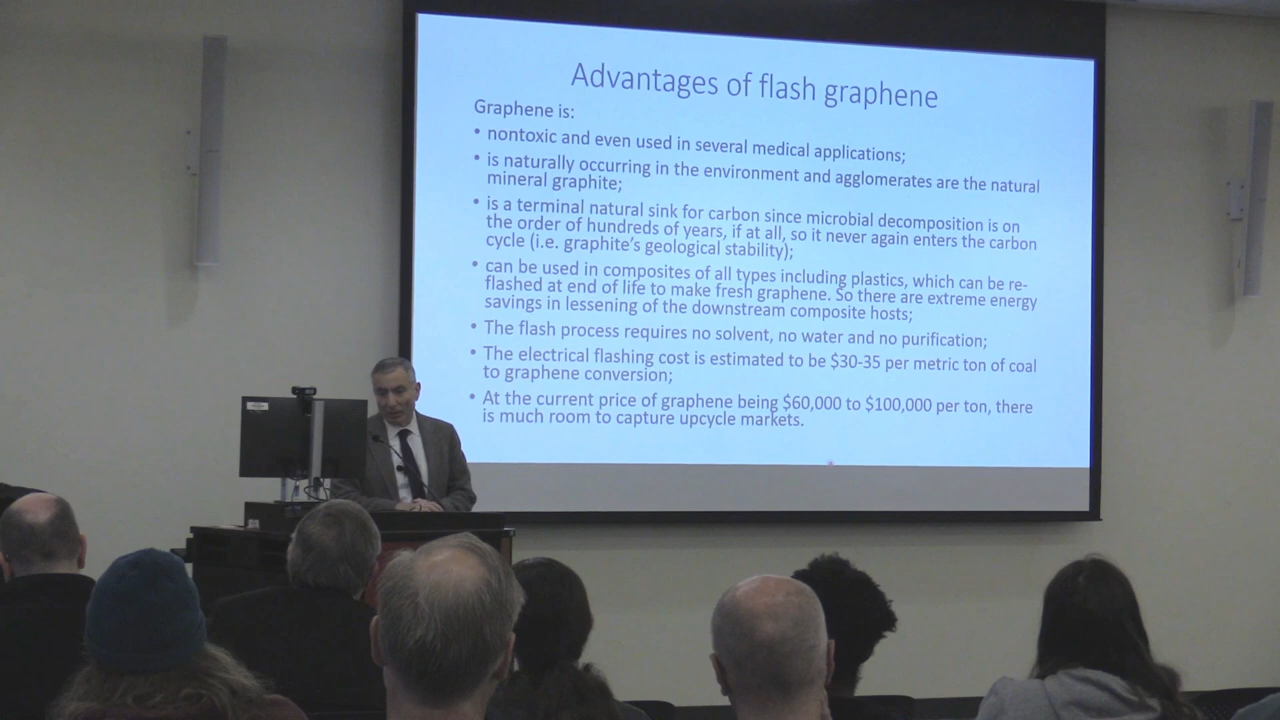 Advantages of flash graphene
Graphene is:
• nontoxic and even used in several medical applications;
• is naturally occurring in the environment and agglomerates are the natural
mineral graphite;
• is a terminal natural sink for carbon since microbial decomposition is on
the order of hundreds of years, if at all, so it never again enters the carbon
cycle (i.e. graphite's geological stability);
• can be used in composites of all types including plastics, which can be re-
flashed at end of life to make fresh graphene. So there are extreme energy
savings in lessening of the downstream composite hosts;
• The flash process requires no solvent, no water and no purification;
• The electrical flashing cost is estimated to be $30-35 per metric ton of coal
to graphene conversion;
• At the current price of graphene being $60,000 to $100,000 per ton, there
is much room to capture upcycle markets.